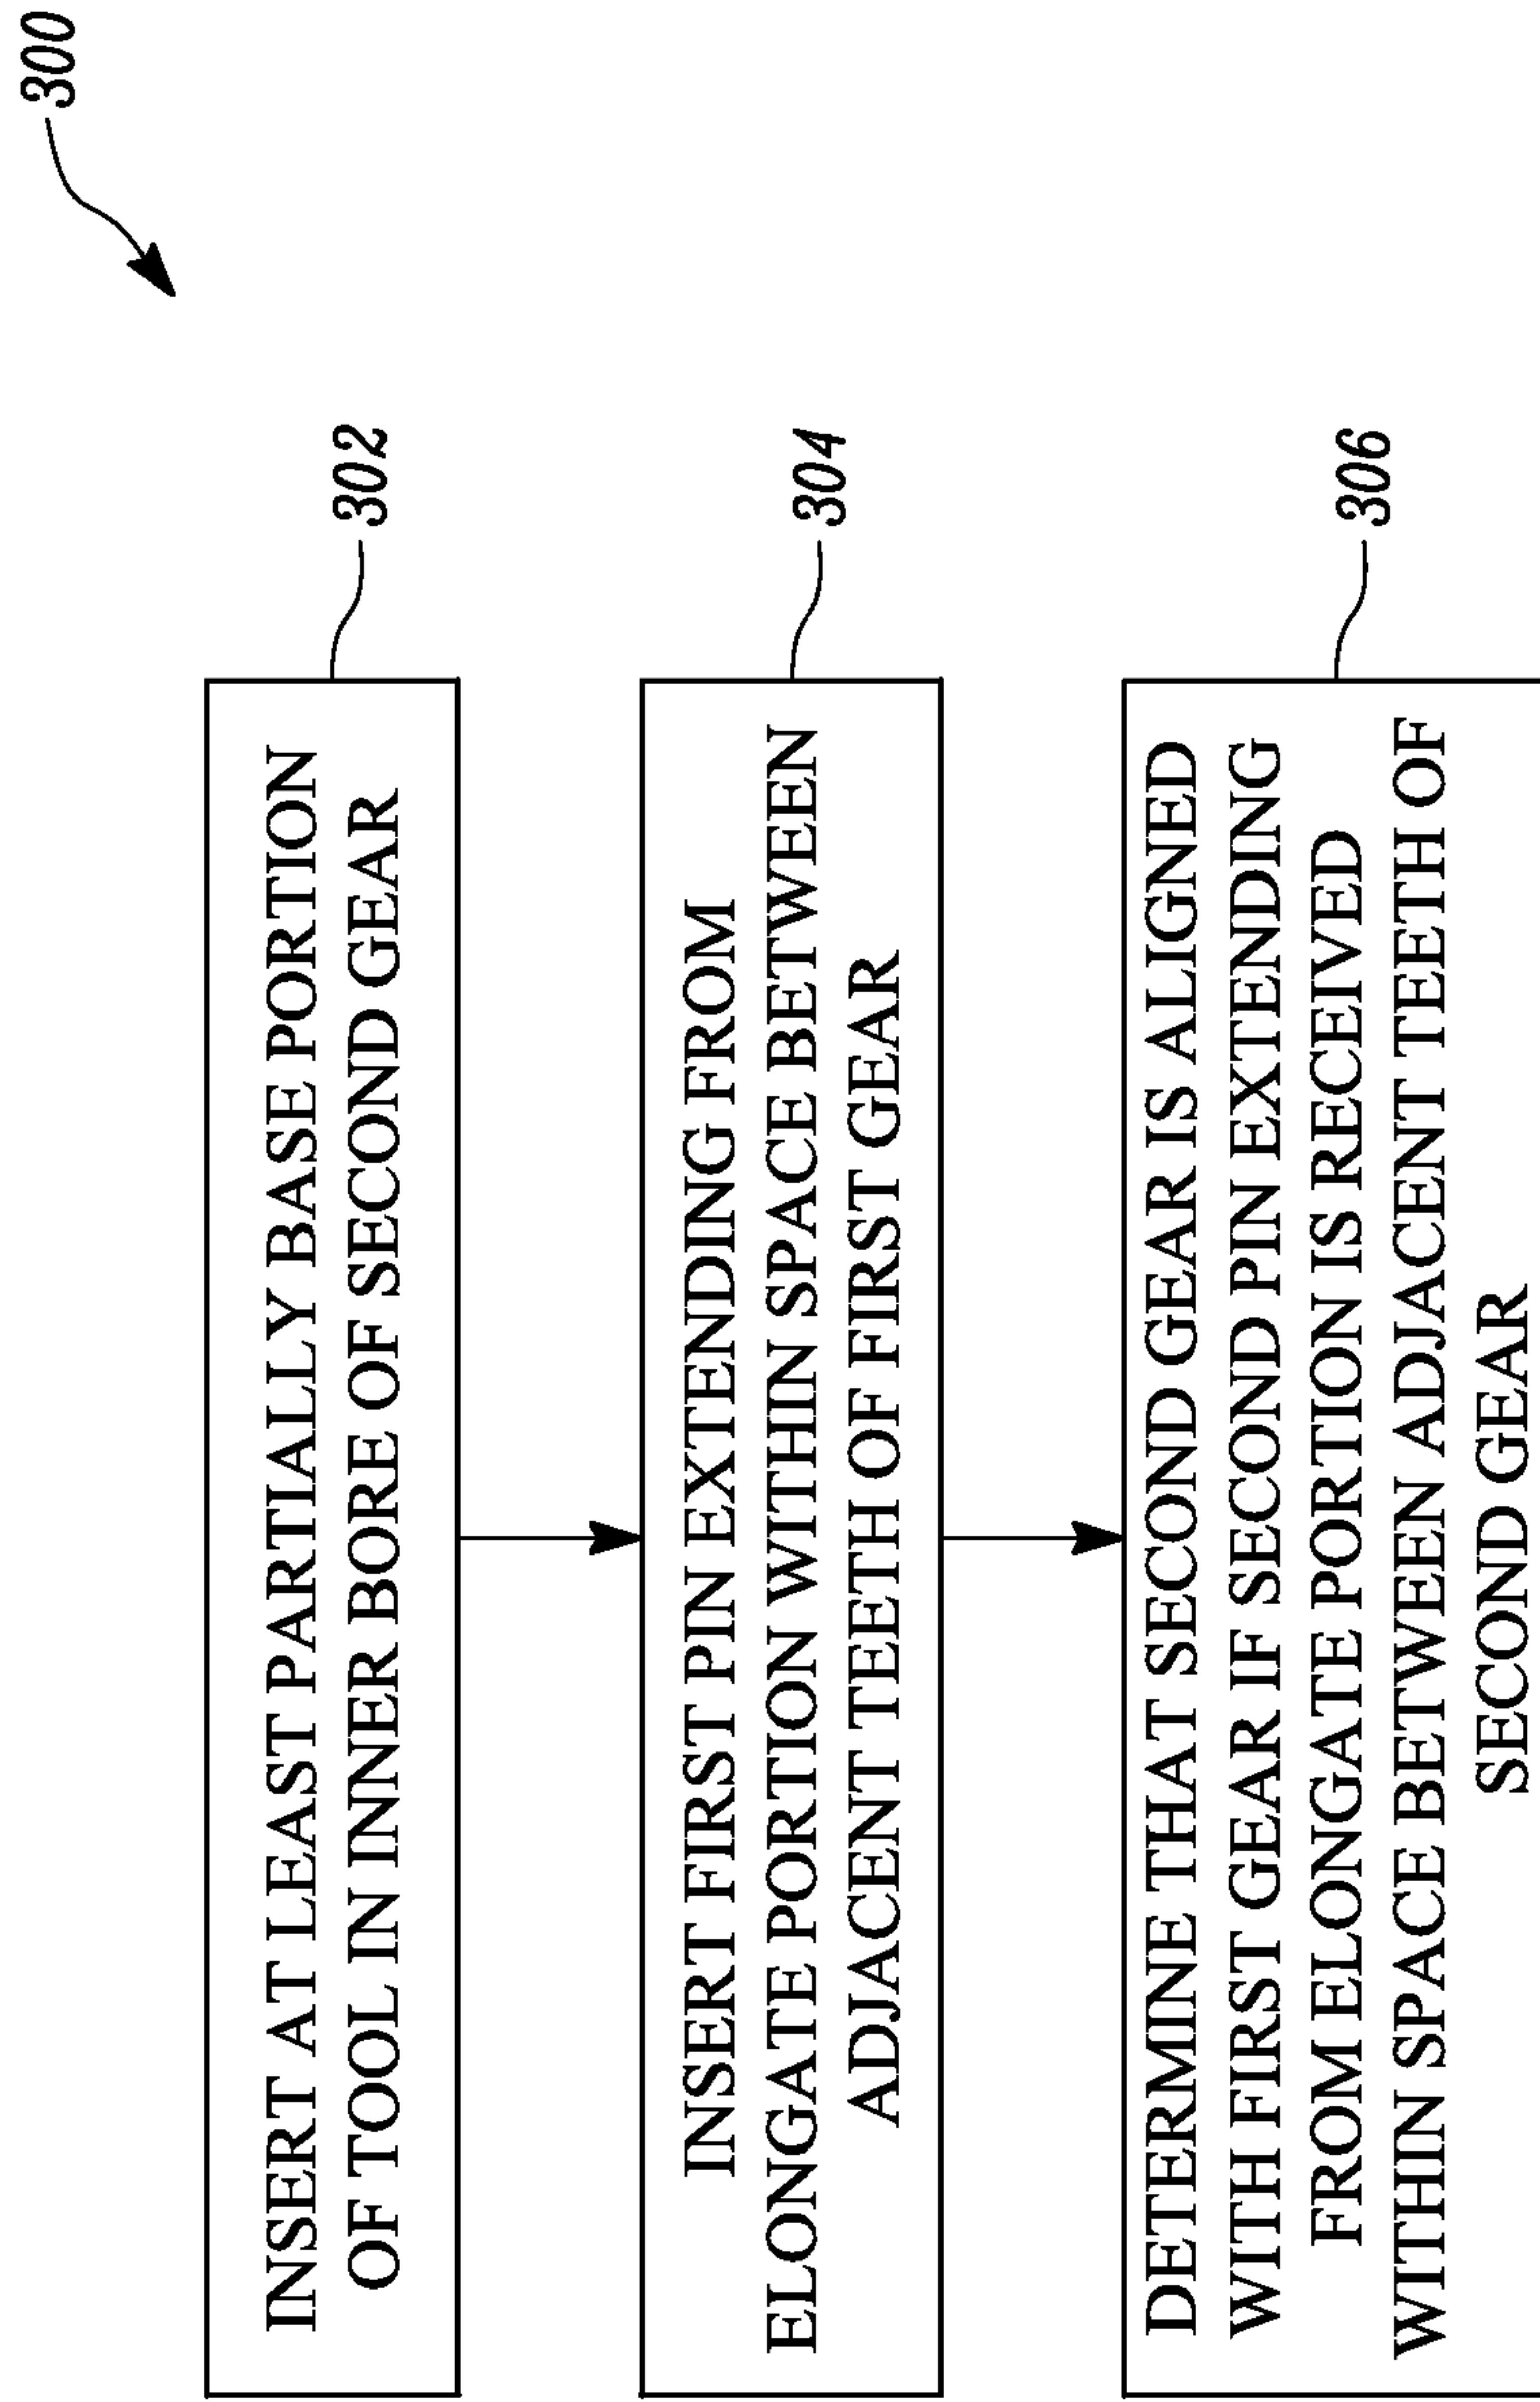 300
INSERT AT LEAST PARTIALLY BASE PORTION
OF TOOL IN INNER BORE OF SECOND GEAR
302
INSERT FIRST PIN EXTENDING FROM
ELONGATE PORTION WITHIN SPACE BETWEEN
ADJACENT TEETH OF FIRST GEAR
304
DETERMINE THAT SECOND GEAR IS ALIGNED
WITH FIRST GEAR IF SECOND PIN EXTENDING
FROM ELONGATE PORTION IS RECEIVED
WITHIN SPACE BETWEEN ADJACENT TEETH OF
SECOND GEAR
306